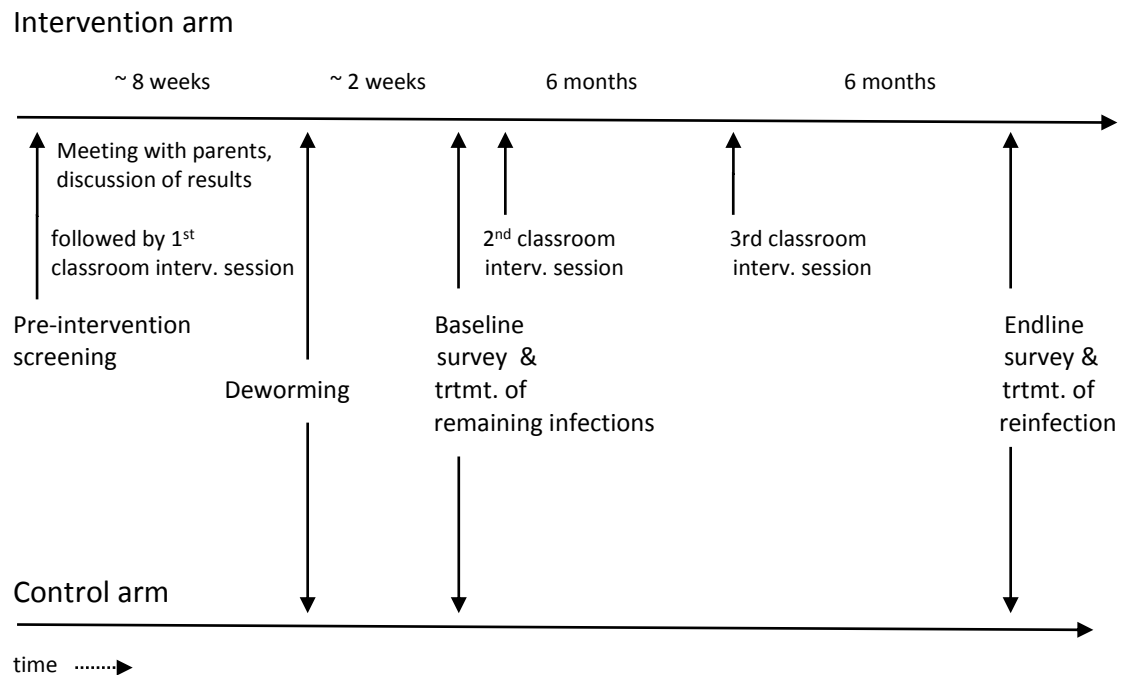 Intervention arm
~ 8 weeks
~ 2 weeks
6 months
6 months
Meeting with parents,
discussion of results
followed by 1st
classroom interv. session
2nd classroom
interv. session
3rd classroom
interv. session
Pre-intervention
screening
Deworming
Baseline
survey &
trtmt. of
remaining infections
Endline
survey &
trtmt. of
reinfection
Control arm
time